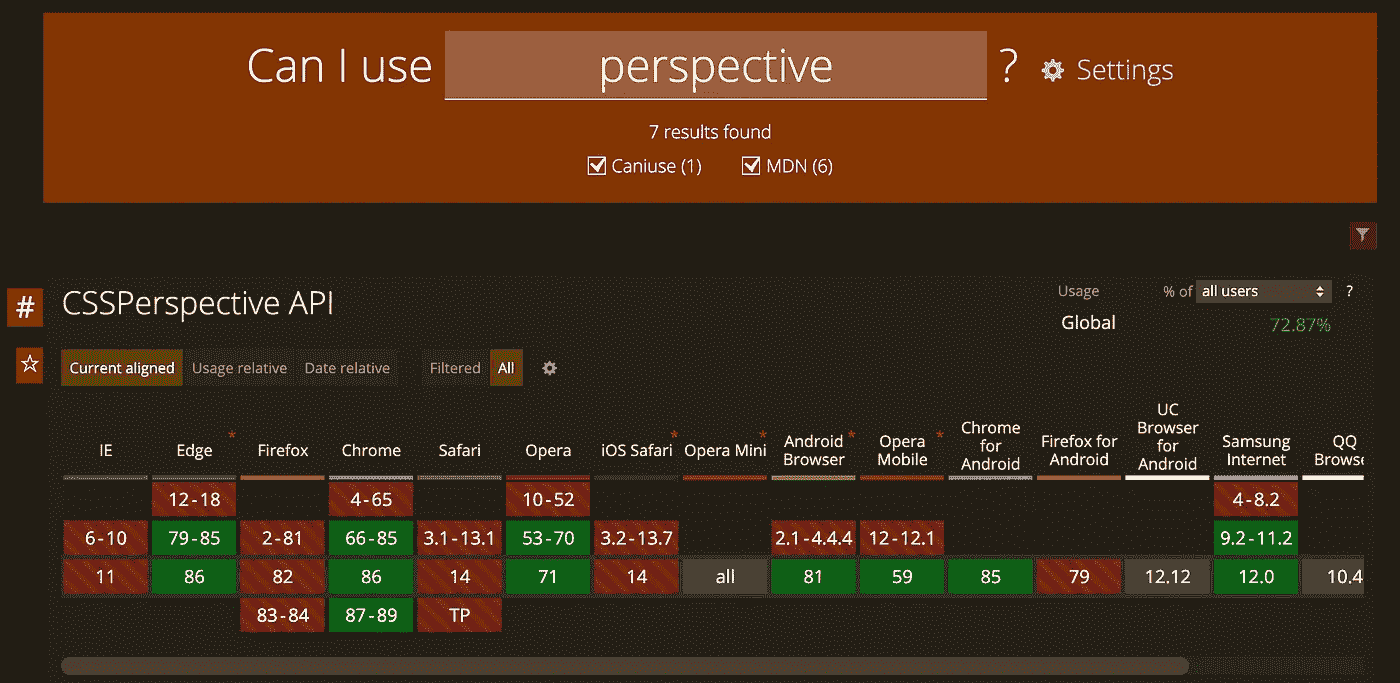 Can I use perspective ? Settings
7 results found
Caniuse (1) MDN (6)
# CSSPerspective API
Usage % of all users ?
Global 72.87%
Current aligned Usage relative Date relative Filtered All
IE Edge * Firefox Chrome Safari Opera iOS Safari * Opera Mini * Android Browser * Opera Mobile * Chrome for Android Firefox for Android UC Browser for Android Samsung Internet QQ Browse
12-18 4-65 10-52 4-8.2
6-10 79-85 2-81 66-85 3.1-13.1 53-70 3.2-13.7 2.1-4.4.4 12-12.1 9.2-11.2
11 86 82 86 14 71 14 all 81 59 85 79 12.12 12.0 10.4
83-84 87-89 TP